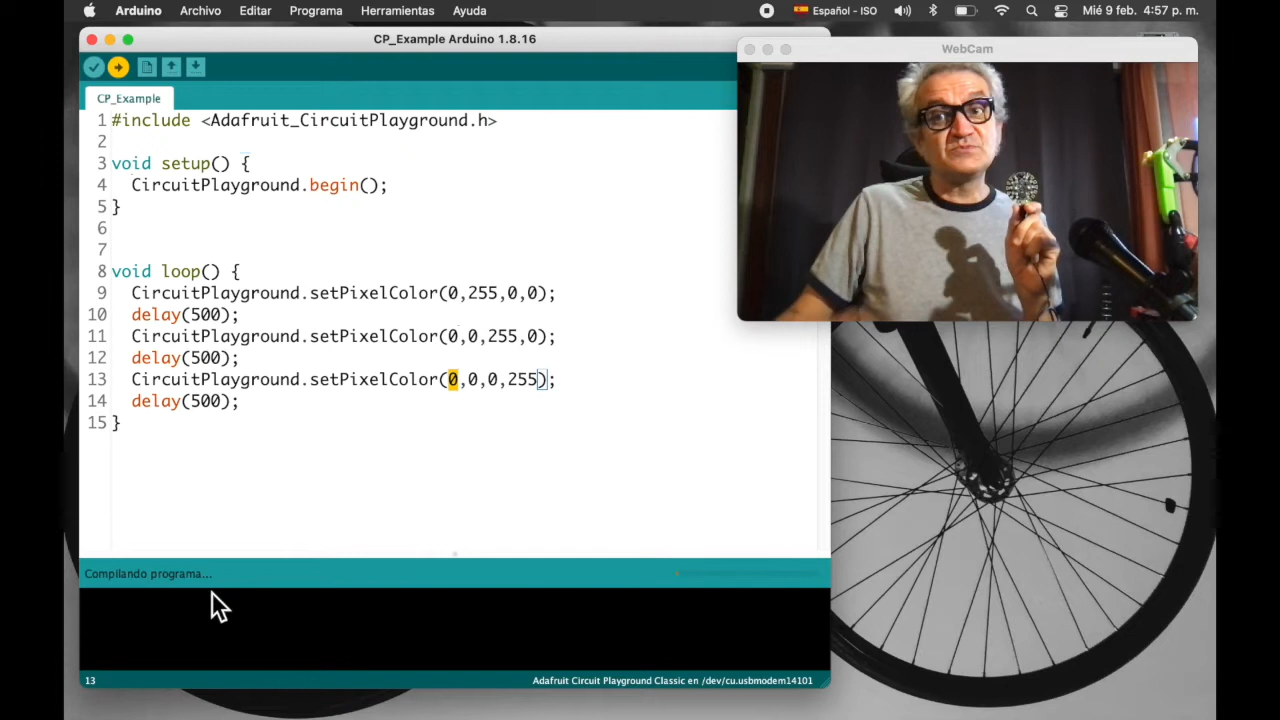 Arduino Archivo Editar Programa Herramientas Ayuda Español - ISO Mié 9 feb. 4:57 p. m.
CP_Example Arduino 1.8.16
WebCam
CP_Example
1 #include <Adafruit_CircuitPlayground.h>
2
3 void setup() {
4 CircuitPlayground.begin();
5 }
6
7
8 void loop() {
9 CircuitPlayground.setPixelColor(0,255,0,0);
10 delay(500);
11 CircuitPlayground.setPixelColor(0,0,255,0);
12 delay(500);
13 CircuitPlayground.setPixelColor(0,0,0,255);
14 delay(500);
15 }
Compilando programa...
13 Adafruit Circuit Playground Classic en /dev/cu.usbmodem14101